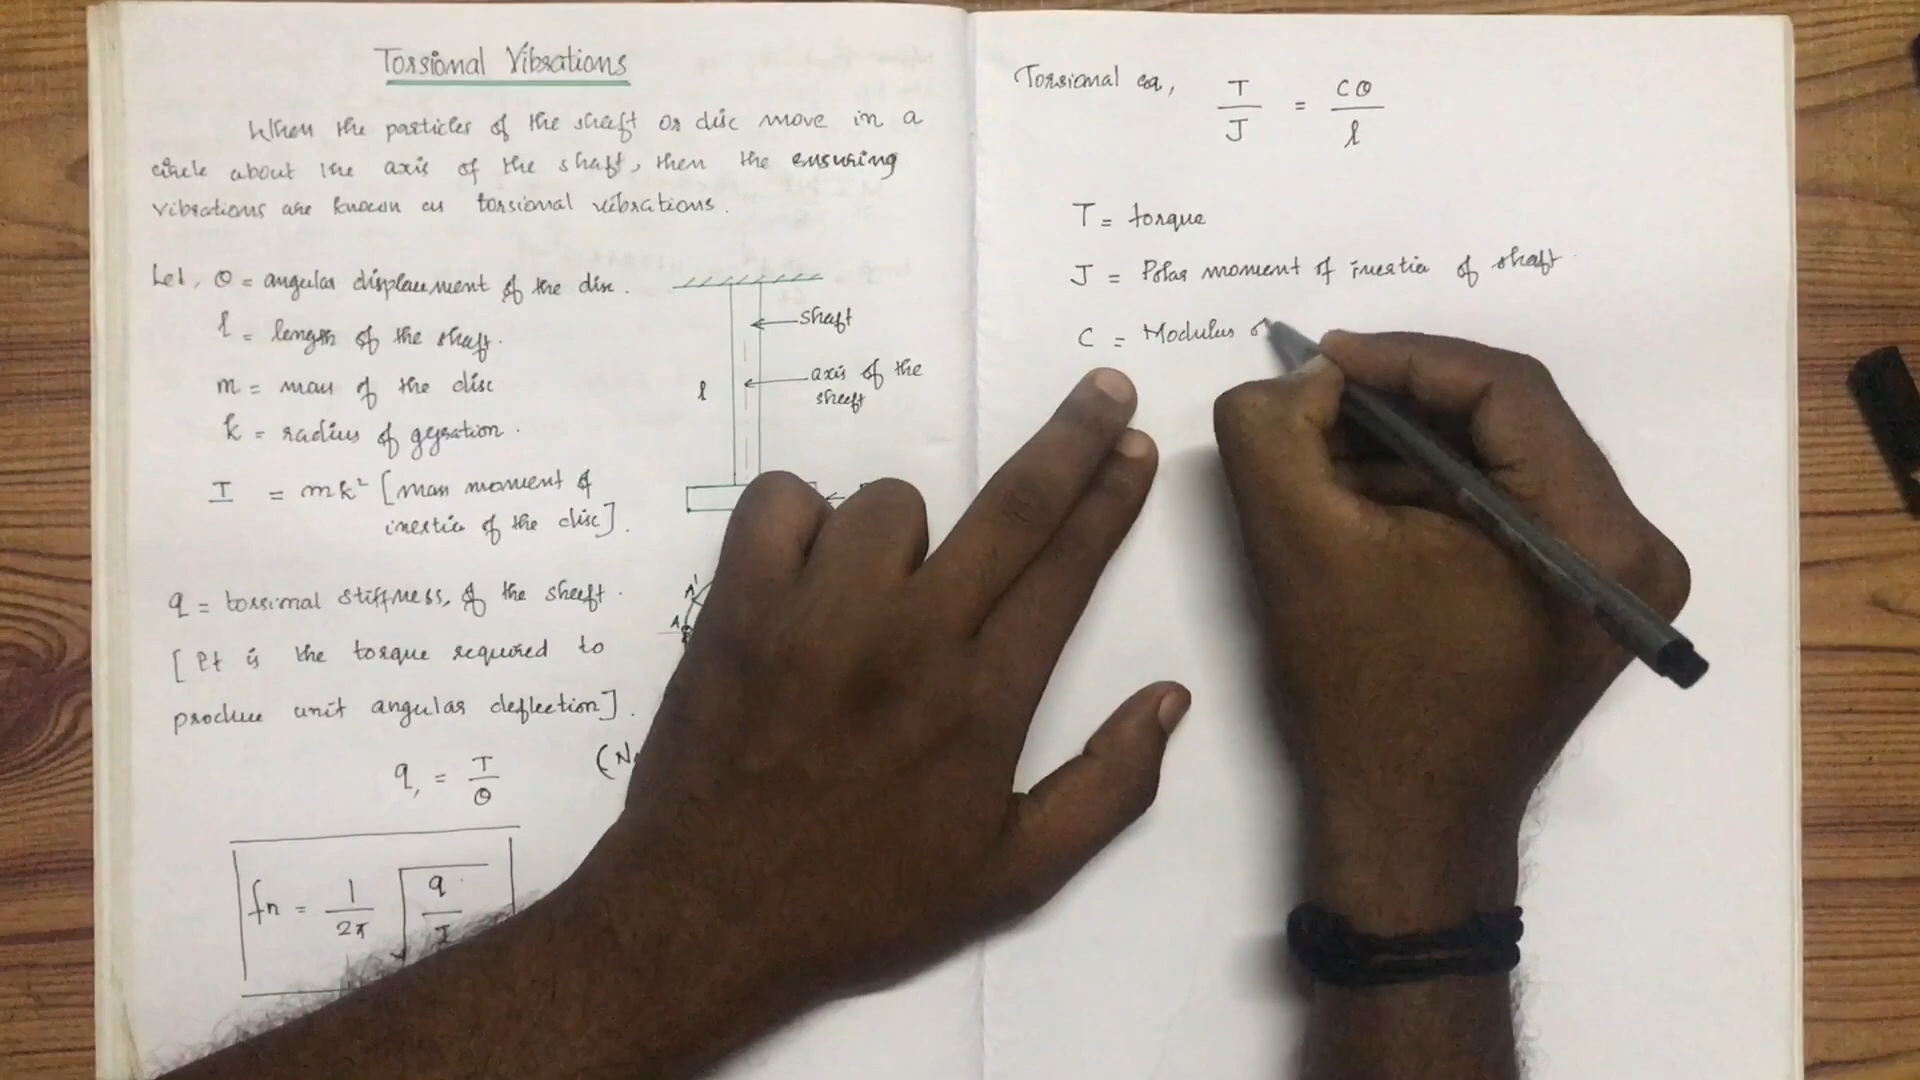 Torsional Vibrations
When the particles of the shaft or disc move in a
circle about the axis of the shaft, then the ensuring
vibrations are known as torsional vibrations.
Let, θ = angular displacement of the disc.
l = length of the shaft.
m = mass of the disc
k = radius of gyration.
I = mk² [mass moment of
inertia of the disc].
shaft
axis of the
shaft
l
A'
A
q = torsional stiffness, of the shaft.
[It is the torque required to
produce unit angular deflection].
q = T/θ
fn = 1/2π √q/I
Torsional eq, T/J = Cθ/l
T = torque
J = Polar moment of inertia of shaft
C = Modulus